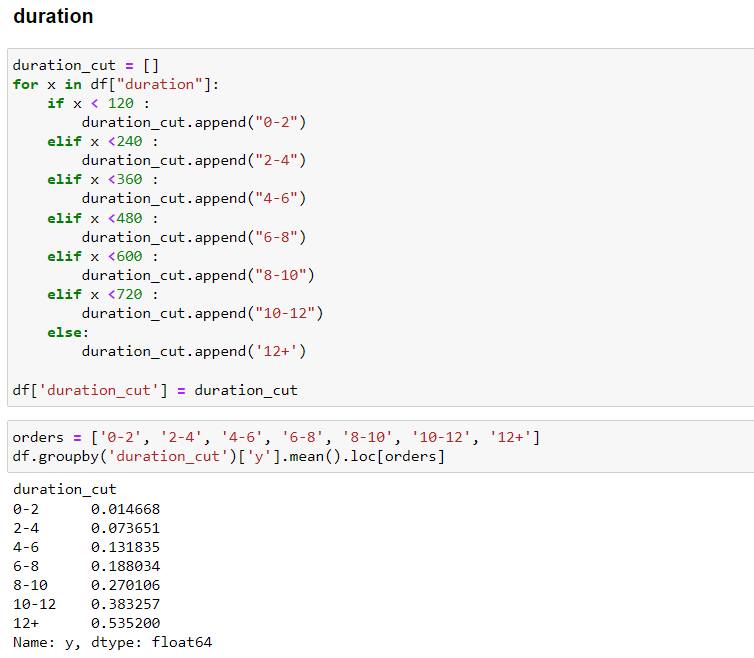 duration
duration_cut = []
for x in df["duration"]:
    if x < 120 :
        duration_cut.append("0-2")
    elif x <240 :
        duration_cut.append("2-4")
    elif x <360 :
        duration_cut.append("4-6")
    elif x <480 :
        duration_cut.append("6-8")
    elif x <600 :
        duration_cut.append("8-10")
    elif x <720 :
        duration_cut.append("10-12")
    else:
        duration_cut.append('12+')
df['duration_cut'] = duration_cut
orders = ['0-2', '2-4', '4-6', '6-8', '8-10', '10-12', '12+']
df.groupby('duration_cut')['y'].mean().loc[orders]
duration_cut
0-2      0.014668
2-4      0.073651
4-6      0.131835
6-8      0.188034
8-10     0.270106
10-12    0.383257
12+      0.535200
Name: y, dtype: float64